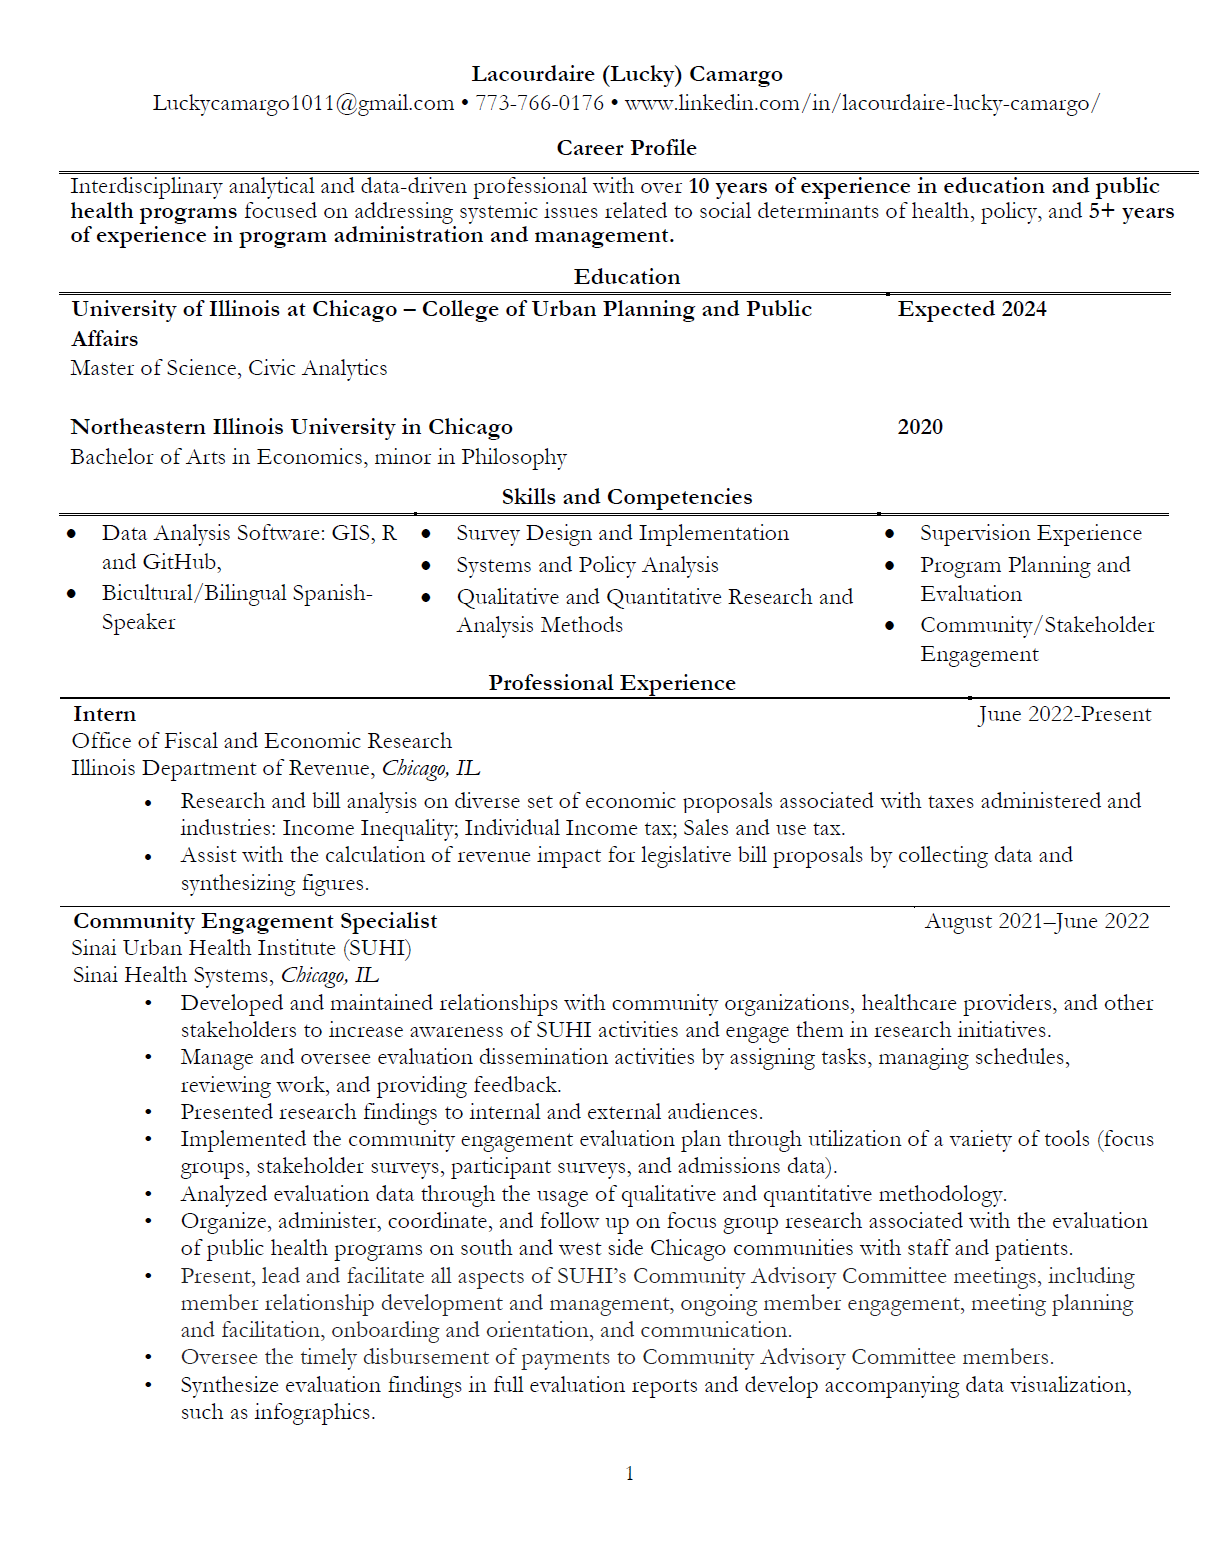 Lacourdaire (Lucky) Camargo
Luckycamargo1011@gmail.com • 773-766-0176 • www.linkedin.com/in/lacourdaire-lucky-camargo/
Career Profile
Interdisciplinary analytical and data-driven professional with over 10 years of experience in education and public
health programs focused on addressing systemic issues related to social determinants of health, policy, and 5+ years
of experience in program administration and management.
Education
University of Illinois at Chicago – College of Urban Planning and Public Expected 2024
Affairs
Master of Science, Civic Analytics
Northeastern Illinois University in Chicago 2020
Bachelor of Arts in Economics, minor in Philosophy
Skills and Competencies
● Data Analysis Software: GIS, R
and GitHub,
● Bicultural/Bilingual Spanish-
Speaker
● Survey Design and Implementation
● Systems and Policy Analysis
● Qualitative and Quantitative Research and
Analysis Methods
● Supervision Experience
● Program Planning and
Evaluation
● Community/Stakeholder
Engagement
Professional Experience
Intern June 2022-Present
Office of Fiscal and Economic Research
Illinois Department of Revenue, Chicago, IL
• Research and bill analysis on diverse set of economic proposals associated with taxes administered and
industries: Income Inequality; Individual Income tax; Sales and use tax.
• Assist with the calculation of revenue impact for legislative bill proposals by collecting data and
synthesizing figures.
Community Engagement Specialist August 2021–June 2022
Sinai Urban Health Institute (SUHI)
Sinai Health Systems, Chicago, IL
• Developed and maintained relationships with community organizations, healthcare providers, and other
stakeholders to increase awareness of SUHI activities and engage them in research initiatives.
• Manage and oversee evaluation dissemination activities by assigning tasks, managing schedules,
reviewing work, and providing feedback.
• Presented research findings to internal and external audiences.
• Implemented the community engagement evaluation plan through utilization of a variety of tools (focus
groups, stakeholder surveys, participant surveys, and admissions data).
• Analyzed evaluation data through the usage of qualitative and quantitative methodology.
• Organize, administer, coordinate, and follow up on focus group research associated with the evaluation
of public health programs on south and west side Chicago communities with staff and patients.
• Present, lead and facilitate all aspects of SUHI’s Community Advisory Committee meetings, including
member relationship development and management, ongoing member engagement, meeting planning
and facilitation, onboarding and orientation, and communication.
• Oversee the timely disbursement of payments to Community Advisory Committee members.
• Synthesize evaluation findings in full evaluation reports and develop accompanying data visualization,
such as infographics.
1